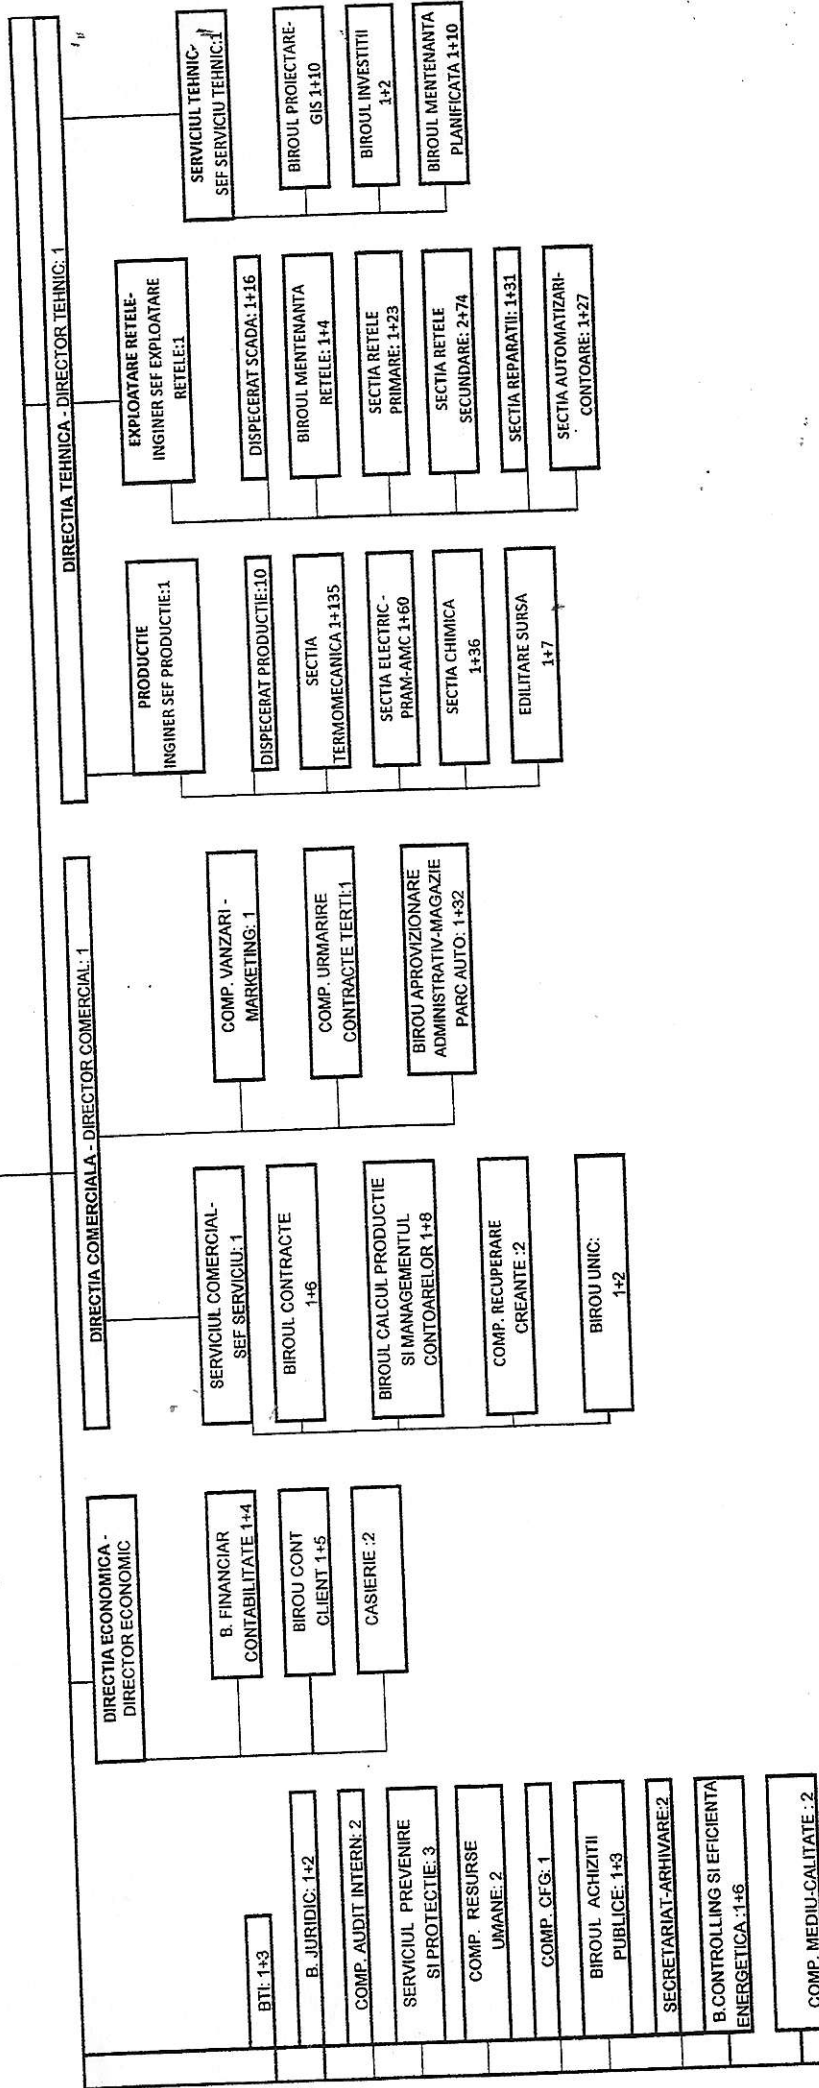 BTI: 1+3
B. JURIDIC: 1+2
COMP. AUDIT INTERN: 2
SERVICIUL PREVENIRE
SI PROTECTIE: 3
COMP. RESURSE
UMANE: 2
COMP. CFG: 1
BIROUL ACHIZITII
PUBLICE: 1+3
SECRETARIAT-ARHIVARE:2
B.CONTROLLING SI EFICIENTA
ENERGETICA :1+6
COMP. MEDIU-CALITATE : 2
DIRECTIA ECONOMICA -
DIRECTOR ECONOMIC
B. FINANCIAR
CONTABILITATE 1+4
BIROU CONT
CLIENT 1+5
CASIERIE :2
DIRECTIA COMERCIALA - DIRECTOR COMERCIAL: 1
SERVICIUL COMERCIAL-
SEF SERVICIU: 1
BIROUL CONTRACTE
1+6
BIROUL CALCUL PRODUCTIE
SI MANAGEMENTUL
CONTOARELOR 1+8
COMP. RECUPERARE
CREANTE :2
BIROU UNIC:
1+2
COMP. VANZARI -
MARKETING: 1
COMP. URMARIRE
CONTRACTE TERTI:1
BIROU APROVIZIONARE
ADMINISTRATIV-MAGAZIE
PARC AUTO: 1+32
DIRECTIA TEHNICA - DIRECTOR TEHNIC: 1
PRODUCTIE
INGINER SEF PRODUCTIE:1
DISPECERAT PRODUCTIE:10
SECTIA
TERMOMECANICA 1+135
SECTIA ELECTRIC -
PRAM-AMC 1+60
SECTIA CHIMICA
1+36
EDILITARE SURSA
1+7
EXPLOATARE RETELE-
INGINER SEF EXPLOATARE
RETELE:1
DISPECERAT SCADA: 1+16
BIROUL MENTENANTA
RETELE: 1+4
SECTIA RETELE
PRIMARE: 1+23
SECTIA RETELE
SECUNDARE: 2+74
SECTIA REPARATII: 1+31
SECTIA AUTOMATIZARI-
CONTOARE: 1+27
SERVICIUL TEHNIC-
SEF SERVICIU TEHNIC:1
BIROUL PROIECTARE-
GIS 1+10
BIROUL INVESTITII
1+2
BIROUL MENTENANTA
PLANIFICATA 1+10